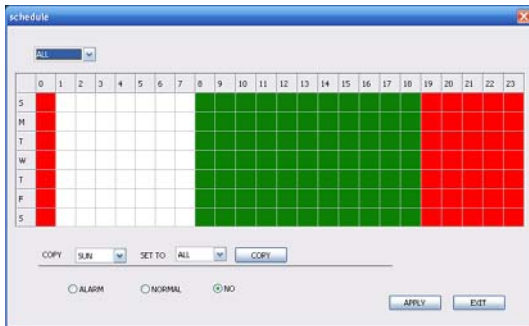 schedule
ALL
0 1 2 3 4 5 6 7 8 9 10 11 12 13 14 15 16 17 18 19 20 21 22 23
S
M
T
W
T
F
S
COPY SUN SET TO ALL COPY
ALARM NORMAL NO
APPLY EXIT